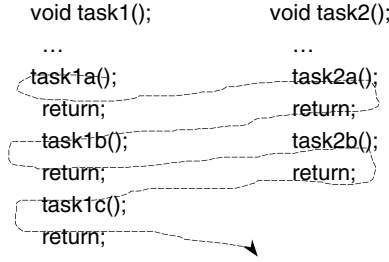 void task1();
…
task1a();
return;
task1b();
return;
task1c();
return;
void task2();
…
task2a();
return;
task2b();
return;